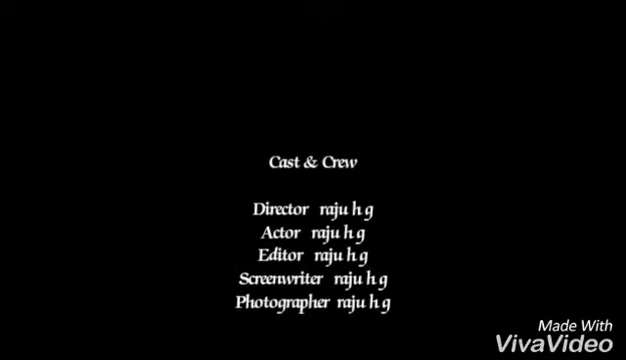 Cast & Crew
Director raju h g
Actor raju h g
Editor raju h g
Screenwriter raju h g
Photographer raju h g
Made With
VivaVideo